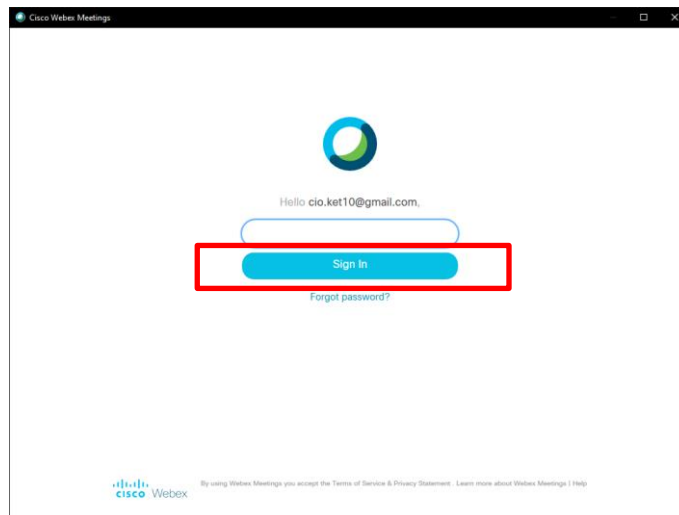 Cisco Webex Meetings
Hello cio.ket10@gmail.com,
Sign In
Forgot password?
cisco Webex
By using Webex Meetings you accept the Terms of Service & Privacy Statement . Learn more about Webex Meetings | Help